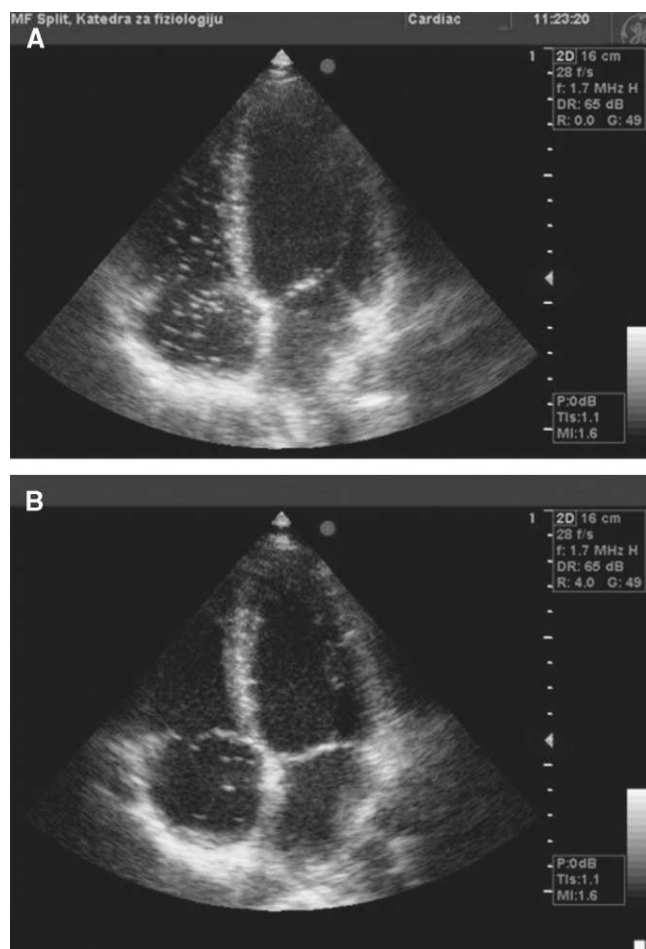 MF Split, Katedra za fiziologiju Cardiac 11:23:20
A
1 2D 16 cm
28 f/s
f: 1.7 MHz H
DR: 65 dB
R: 0.0 G: 49
P:0dB
TIs:1.1
MI:1.6
B
1 2D 16 cm
28 f/s
f: 1.7 MHz H
DR: 65 dB
R: 4.0 G: 49
P:0dB
TIs:1.1
MI:1.6